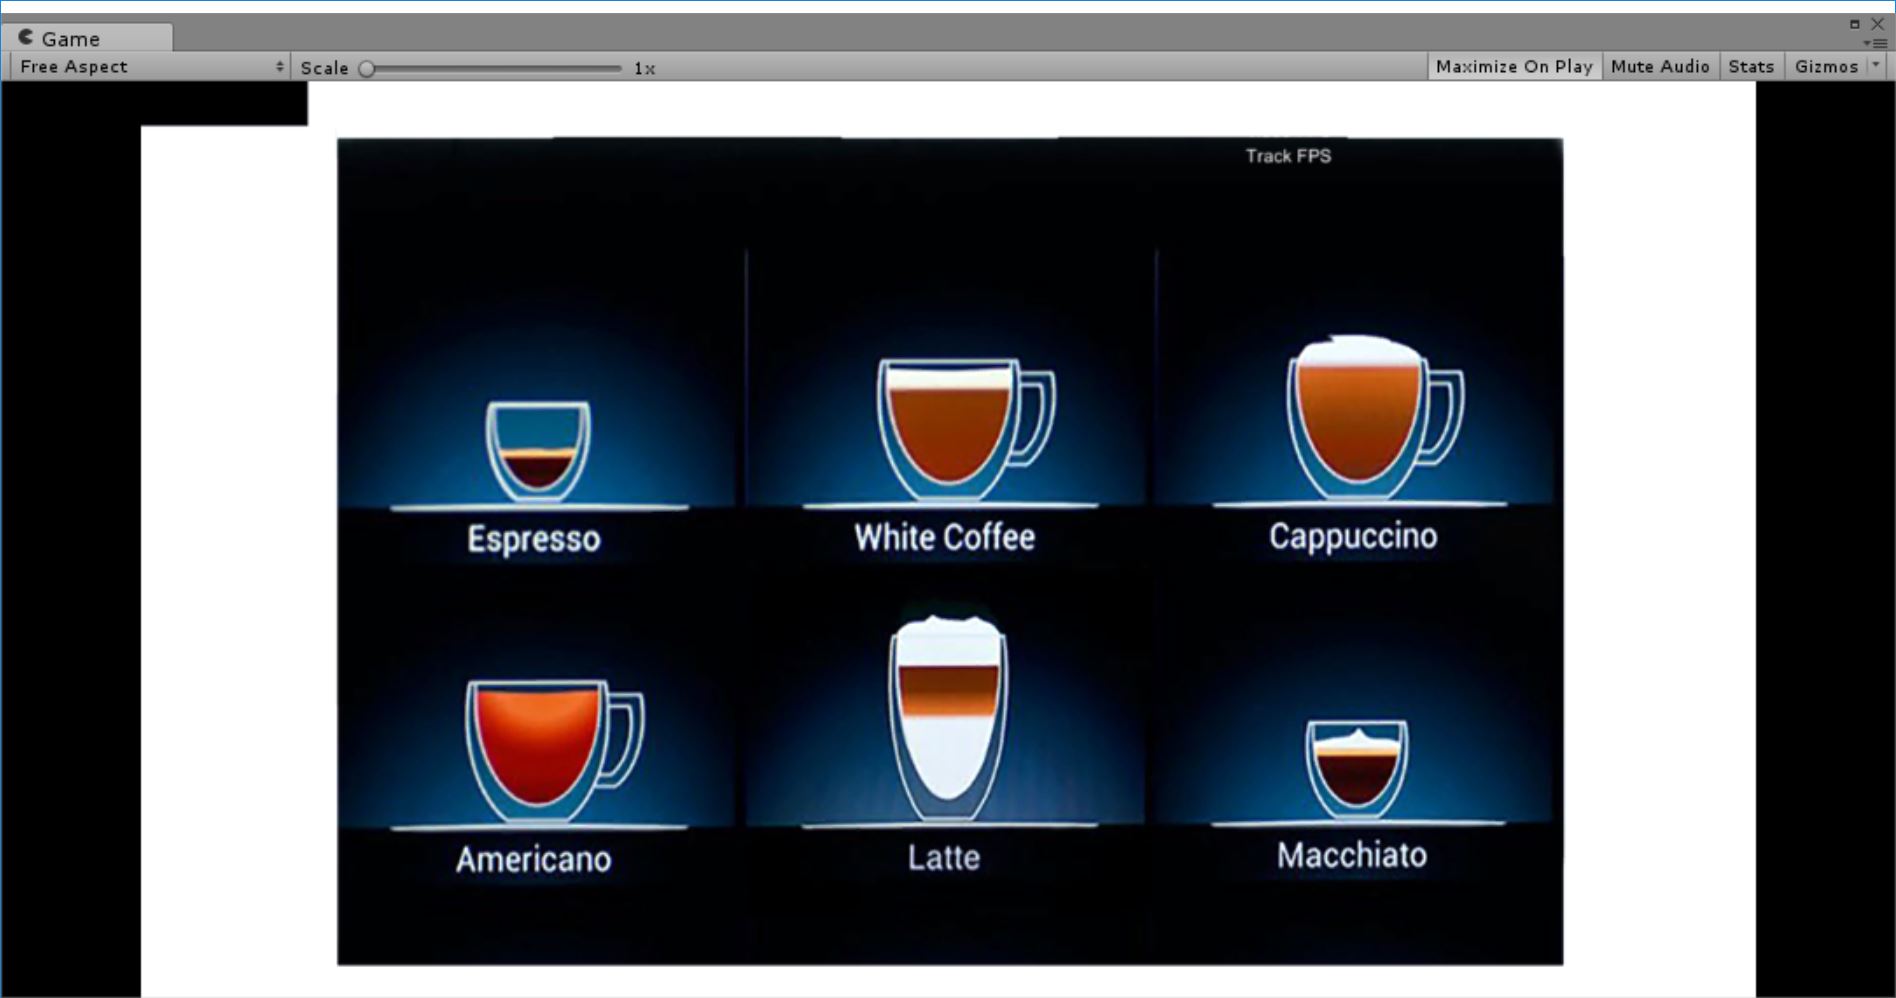 Game
Free Aspect
Scale
1x
Maximize On Play
Mute Audio
Stats
Gizmos
Track FPS
Espresso
White Coffee
Cappuccino
Americano
Latte
Macchiato